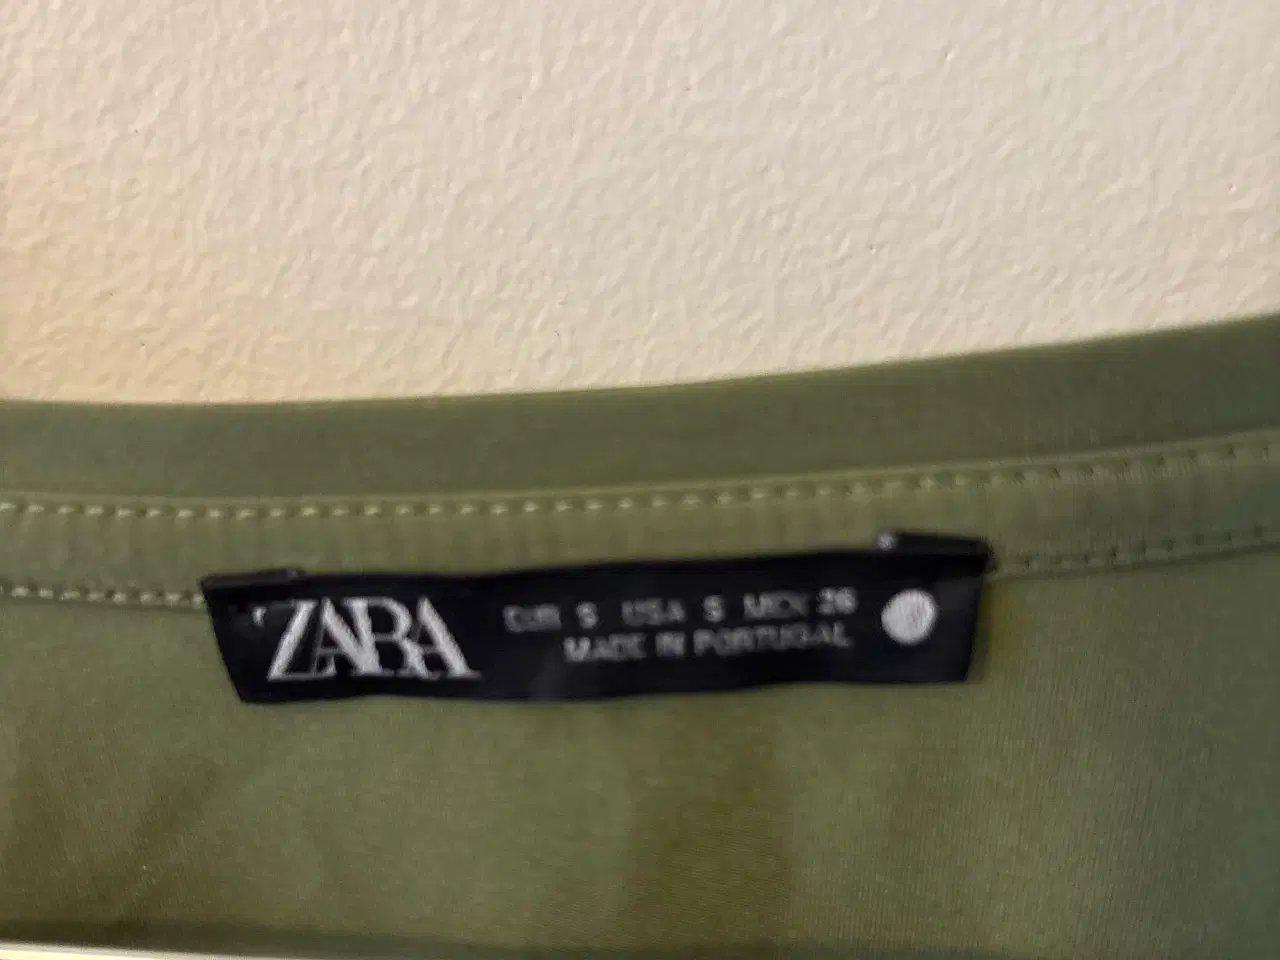 ZARA
EUR S USA S MEX 26
MADE IN PORTUGAL